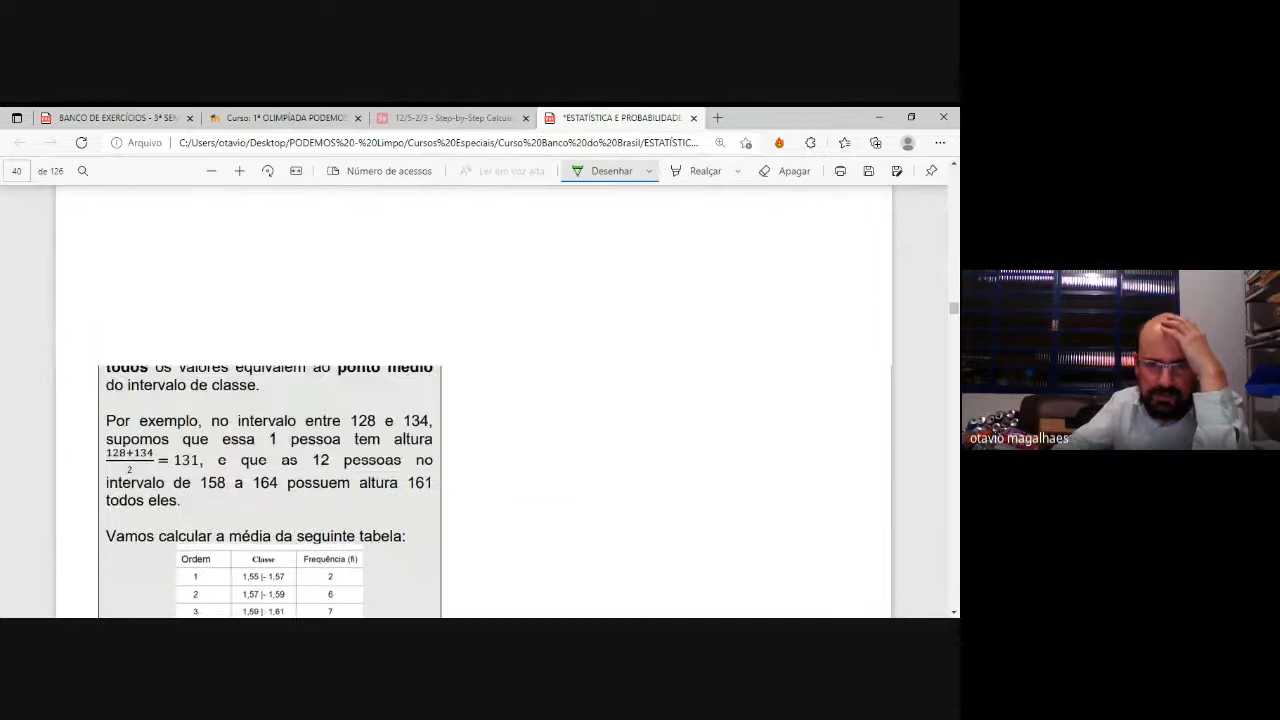 BANCO DE EXERCÍCIOS - 3ª SEM
Curso: 1ª OLIMPÍADA PODEMOS
12/5-2/3 - Step-by-Step Calcula
*ESTATÍSTICA E PROBABILIDADE
Arquivo
C:/Users/otavio/Desktop/PODEMOS%20-%20Limpo/Cursos%20Especiais/Curso%20Banco%20do%20Brasil/ESTATÍSTIC...
40 de 126
Número de acessos
Ler em voz alta
Desenhar
Realçar
Apagar
todos os valores equivalem ao ponto médio
do intervalo de classe.
Por exemplo, no intervalo entre 128 e 134,
supomos que essa 1 pessoa tem altura
128+134
2
= 131, e que as 12 pessoas no
intervalo de 158 a 164 possuem altura 161
todos eles.
Vamos calcular a média da seguinte tabela:
Ordem Classe Frequência (fi)
1 1,55 |- 1,57 2
2 1,57 |- 1,59 6
3 1,59 |- 1,61 7
otavio magalhaes